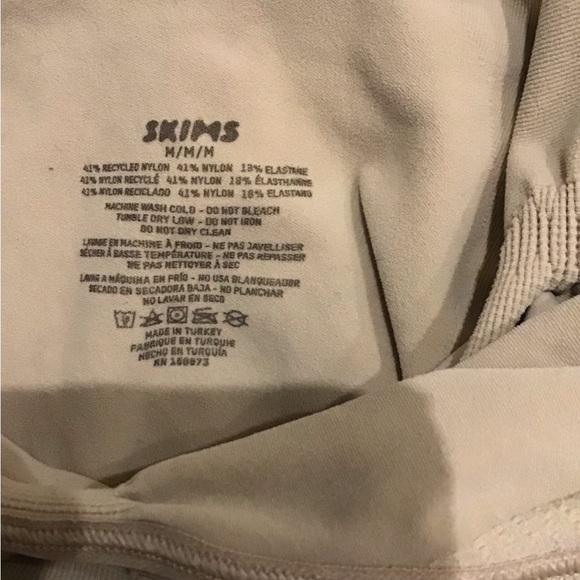 SKIMS
M/M/M
41% RECYCLED NYLON 41% NYLON 18% ELASTANE
41% NYLON RECYCLÉ 41% NYLON 18% ÉLASTHANNE
41% NYLON RECICLADO 41% NYLON 18% ELASTANO
MACHINE WASH COLD - DO NOT BLEACH
TUMBLE DRY LOW - DO NOT IRON
DO NOT DRY CLEAN
LAVAGE EN MACHINE À FROID - NE PAS JAVELLISER
SÉCHER À BASSE TEMPÉRATURE - NE PAS REPASSER
NE PAS NETTOYER À SEC
LAVAR A MÁQUINA EN FRÍO - NO USA BLANQUEADOR
SECADO EN SECADORA BAJA - NO PLANCHAR
NO LAVAR EN SECO
MADE IN TURKEY
FABRIQUE EN TURQUIE
HECHO EN TURQUÍA
RN 158873